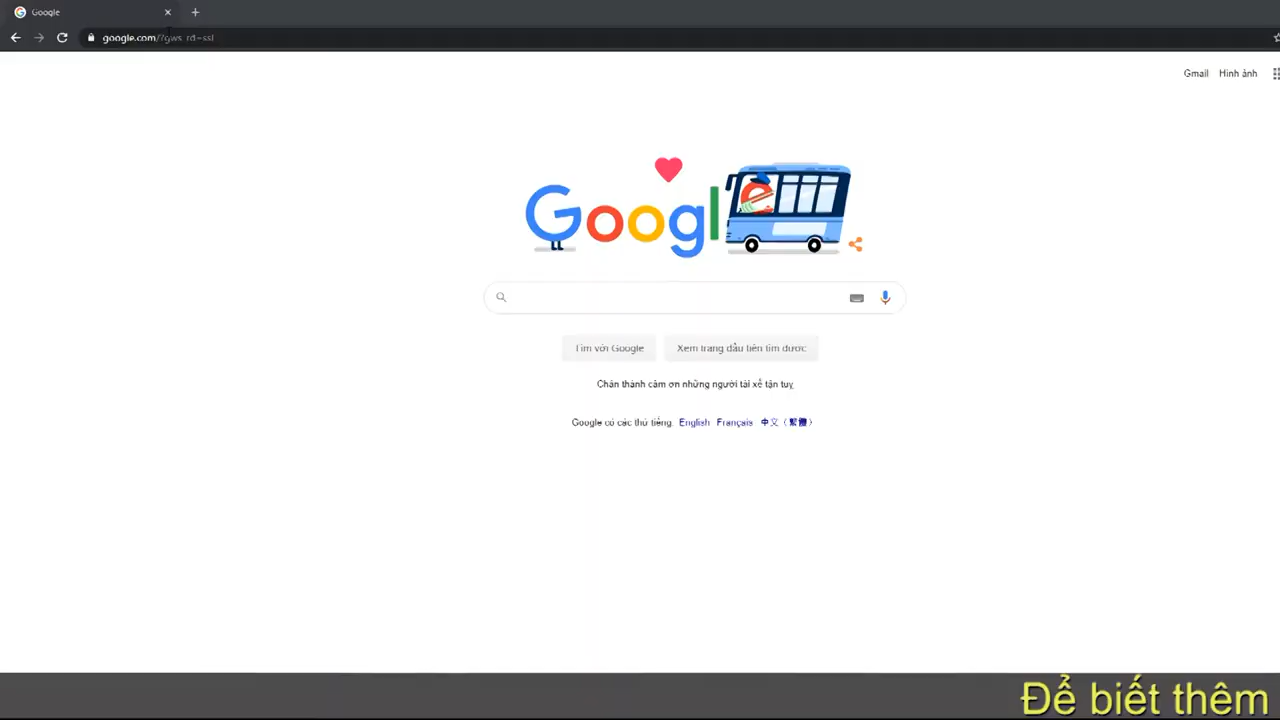 Google
google.com/?gws_rd=ssl
Gmail Hình ảnh
Google
Tìm với Google Xem trang đầu tiên tìm được
Chân thành cảm ơn những người tài xế tận tuỵ
Google có các thứ tiếng: English Français 中文（繁體）
Để biết thêm